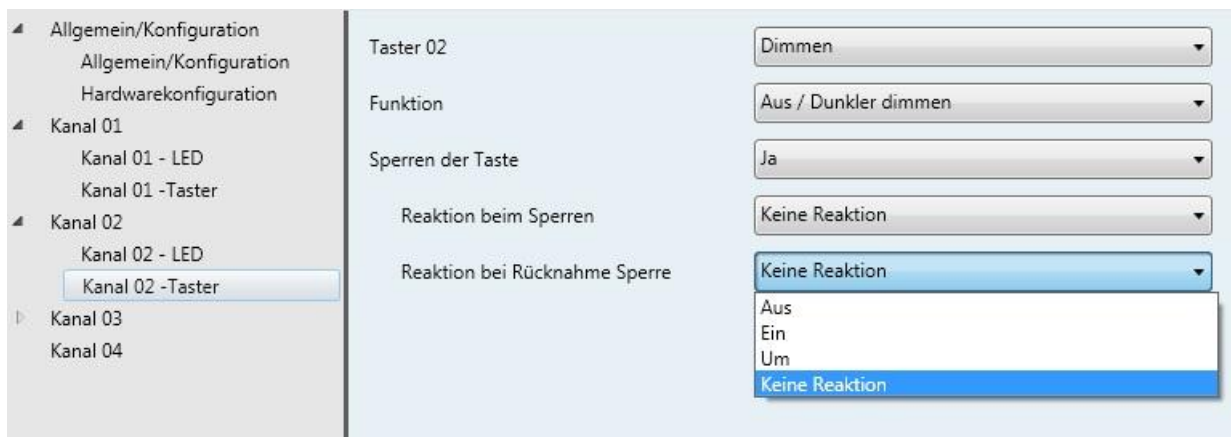 Allgemein/Konfiguration
Allgemein/Konfiguration
Hardwarekonfiguration
Kanal 01
Kanal 01 - LED
Kanal 01 -Taster
Kanal 02
Kanal 02 - LED
Kanal 02 -Taster
Kanal 03
Kanal 04
Taster 02 Dimmen
Funktion Aus / Dunkler dimmen
Sperren der Taste Ja
Reaktion beim Sperren Keine Reaktion
Reaktion bei Rücknahme Sperre Keine Reaktion
Aus
Ein
Um
Keine Reaktion